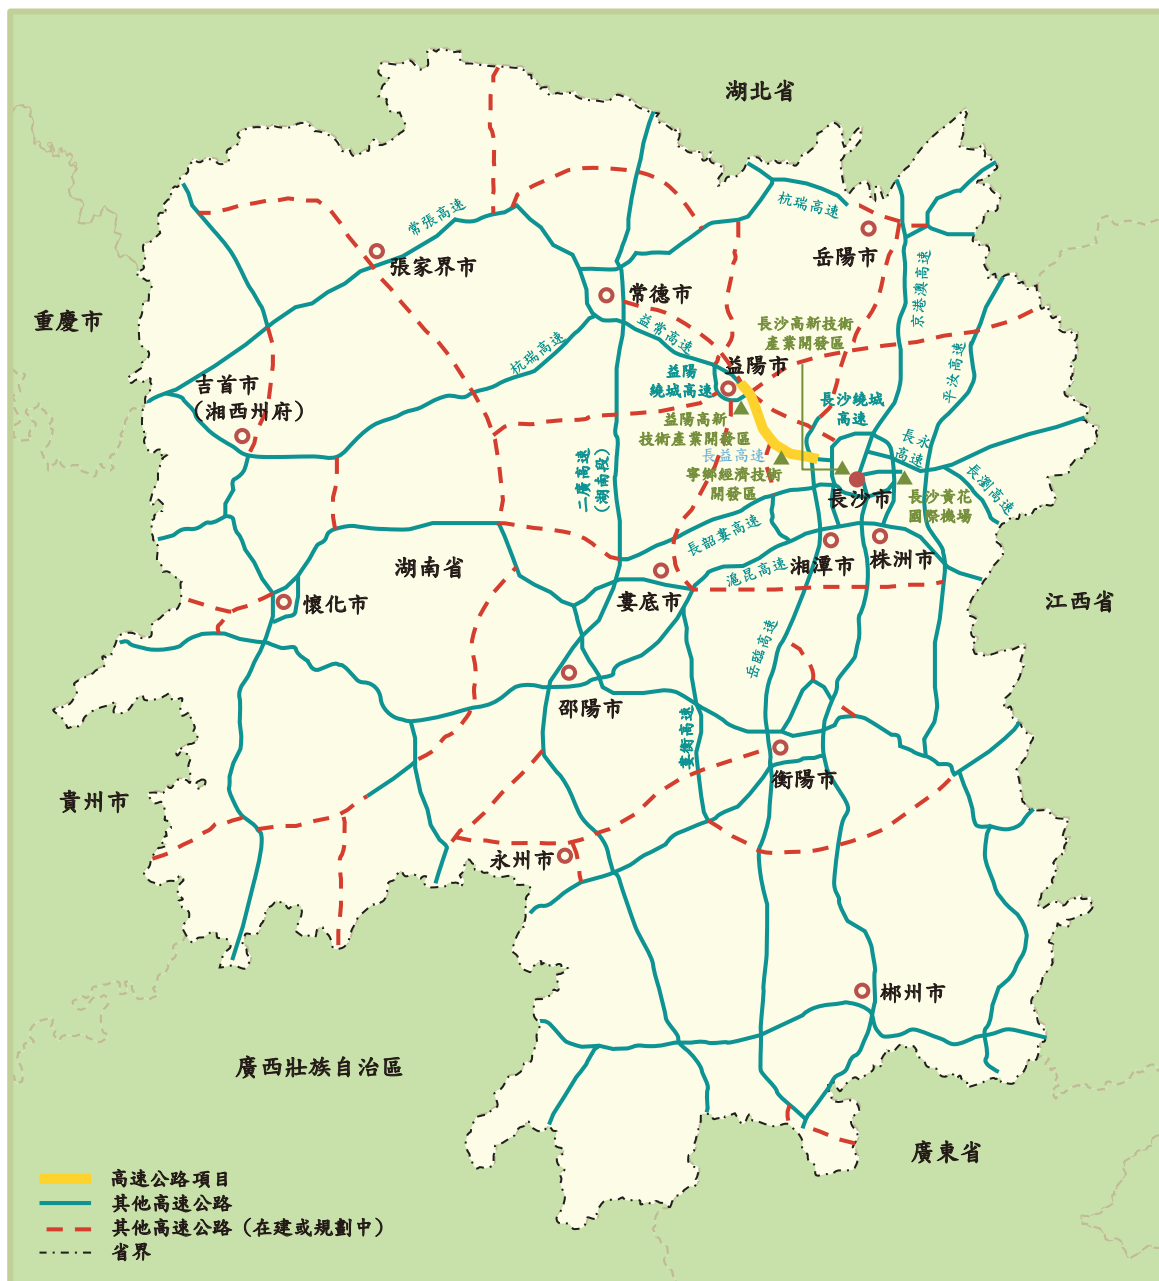 湖北省
杭瑞高速
常張高速
岳陽市
張家界市
京港澳高速
常德市
重慶市
益常高速
長沙高新技術
產業開發區
杭瑞高速
平汝高速
益陽市
益陽
繞城高速
吉首市
（湘西州府）
長沙繞城
高速
益陽高新
技術產業開發區
長永
高速
長益高速
二廣高速
（湖南段）
寧鄉經濟技術
開發區
長瀏高速
長沙市
長沙黃花
國際機場
長韶婁高速
湖南省
滬昆高速
湘潭市
株洲市
懷化市
婁底市
江西省
岳臨高速
邵陽市
婁衡高速
衡陽市
貴州市
永州市
郴州市
廣西壯族自治區
廣東省
高速公路項目
其他高速公路
其他高速公路（在建或規劃中）
省界